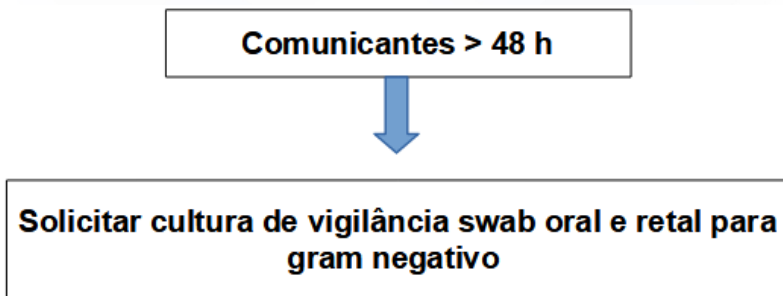 Comunicantes > 48 h
Solicitar cultura de vigilância swab oral e retal para
gram negativo